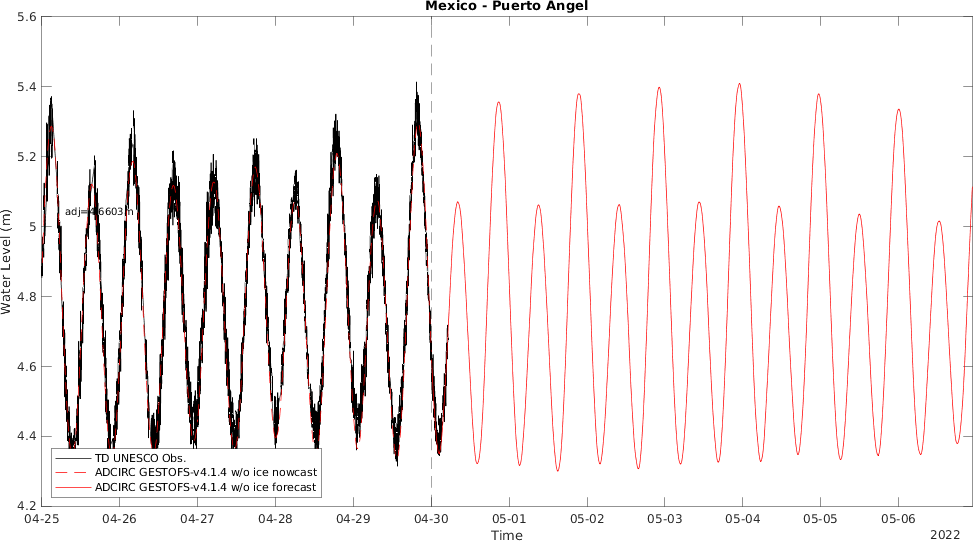 Mexico - Puerto Angel
5.6
5.4
5.2
5
4.8
4.6
4.4
4.2
Water Level (m)
adj=4.6603m
TD UNESCO Obs.
ADCIRC GESTOFS-v4.1.4 w/o ice nowcast
ADCIRC GESTOFS-v4.1.4 w/o ice forecast
04-25 04-26 04-27 04-28 04-29 04-30 05-01 05-02 05-03 05-04 05-05 05-06
Time
2022